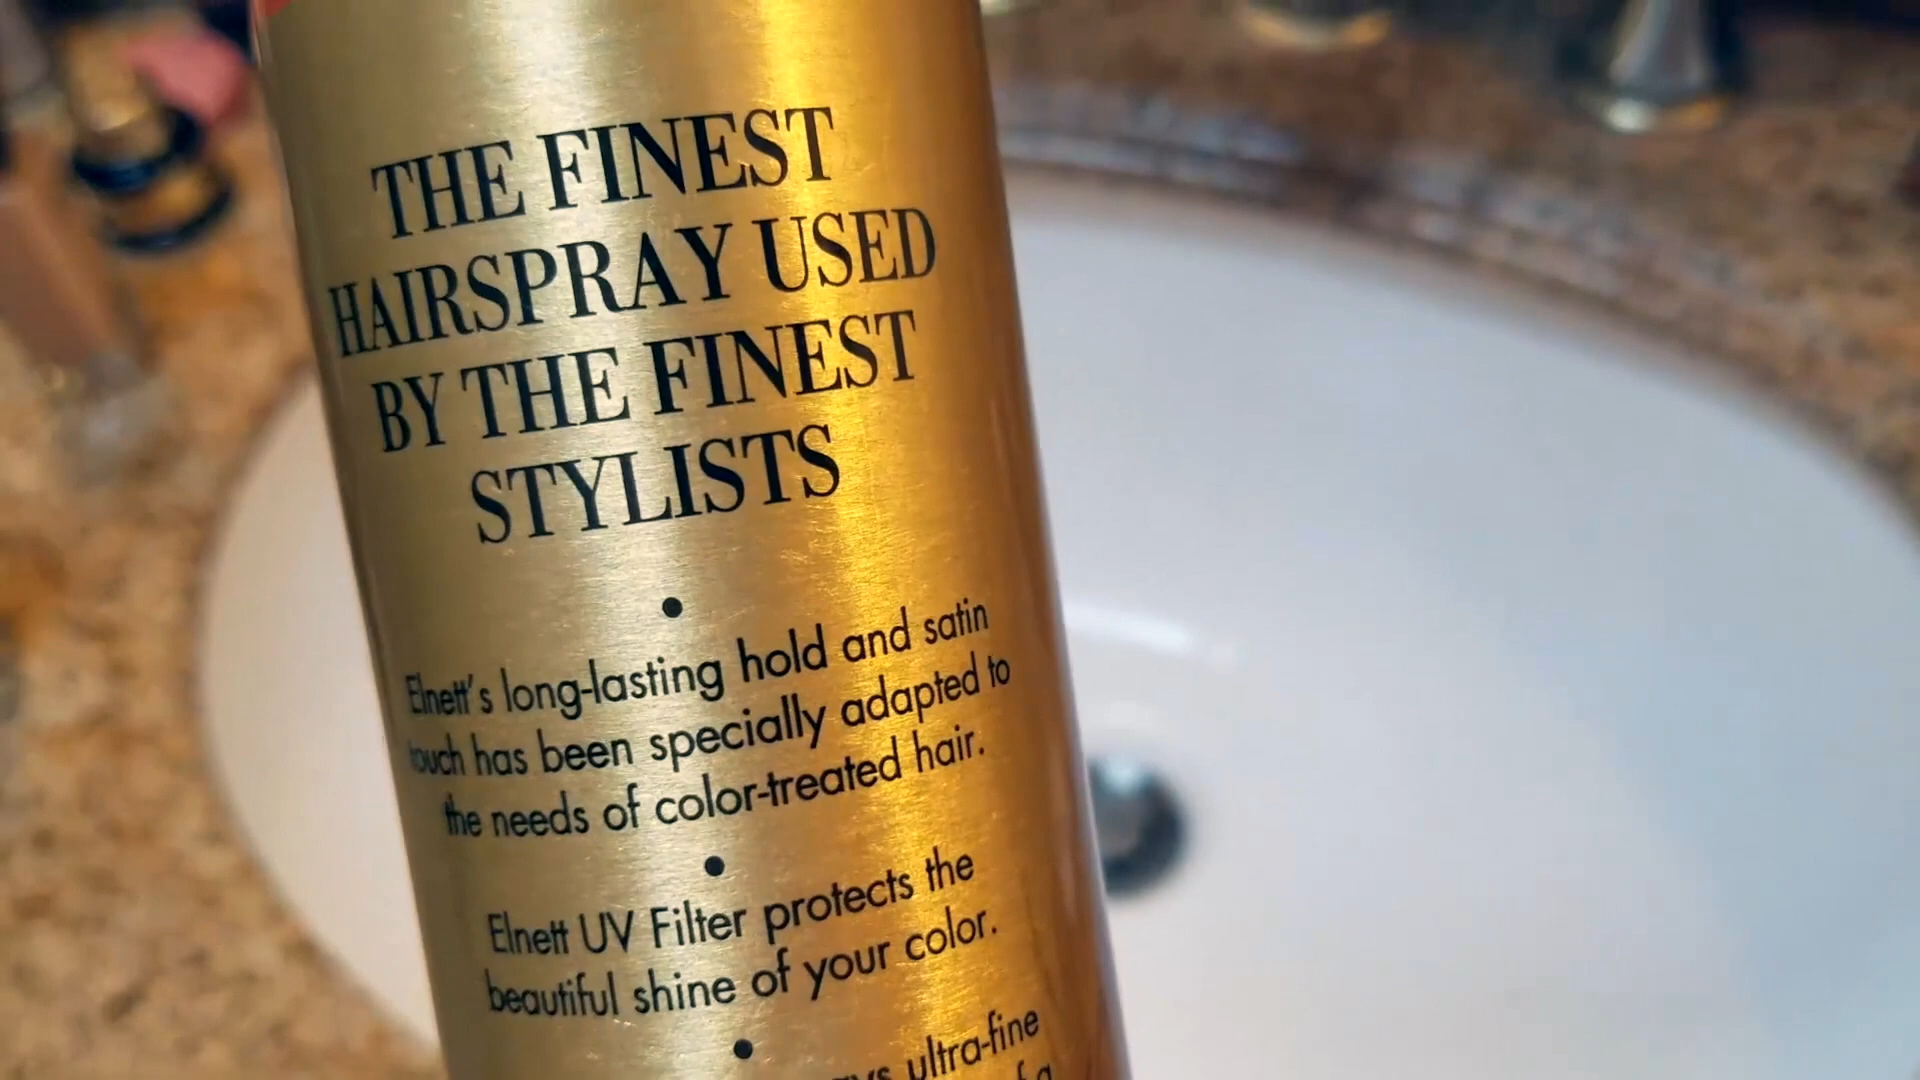 THE FINEST
HAIRSPRAY USED
BY THE FINEST
STYLISTS
•
Elnett's long-lasting hold and satin
touch has been specially adapted to
the needs of color-treated hair.
•
Elnett UV Filter protects the
beautiful shine of your color.
•
ultra-fine